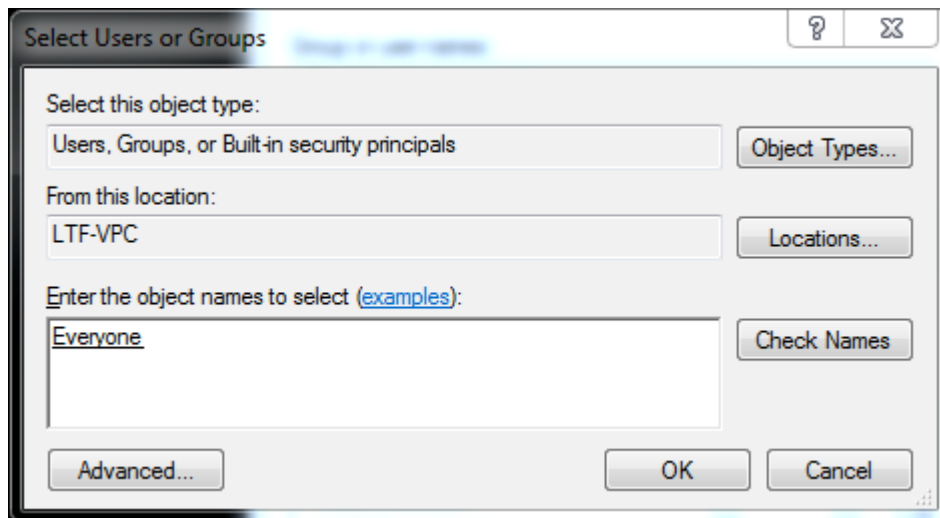 Select Users or Groups
Select this object type:
Users, Groups, or Built-in security principals
Object Types...
From this location:
LTF-VPC
Locations...
Enter the object names to select (examples):
Everyone
Check Names
Advanced...
OK
Cancel